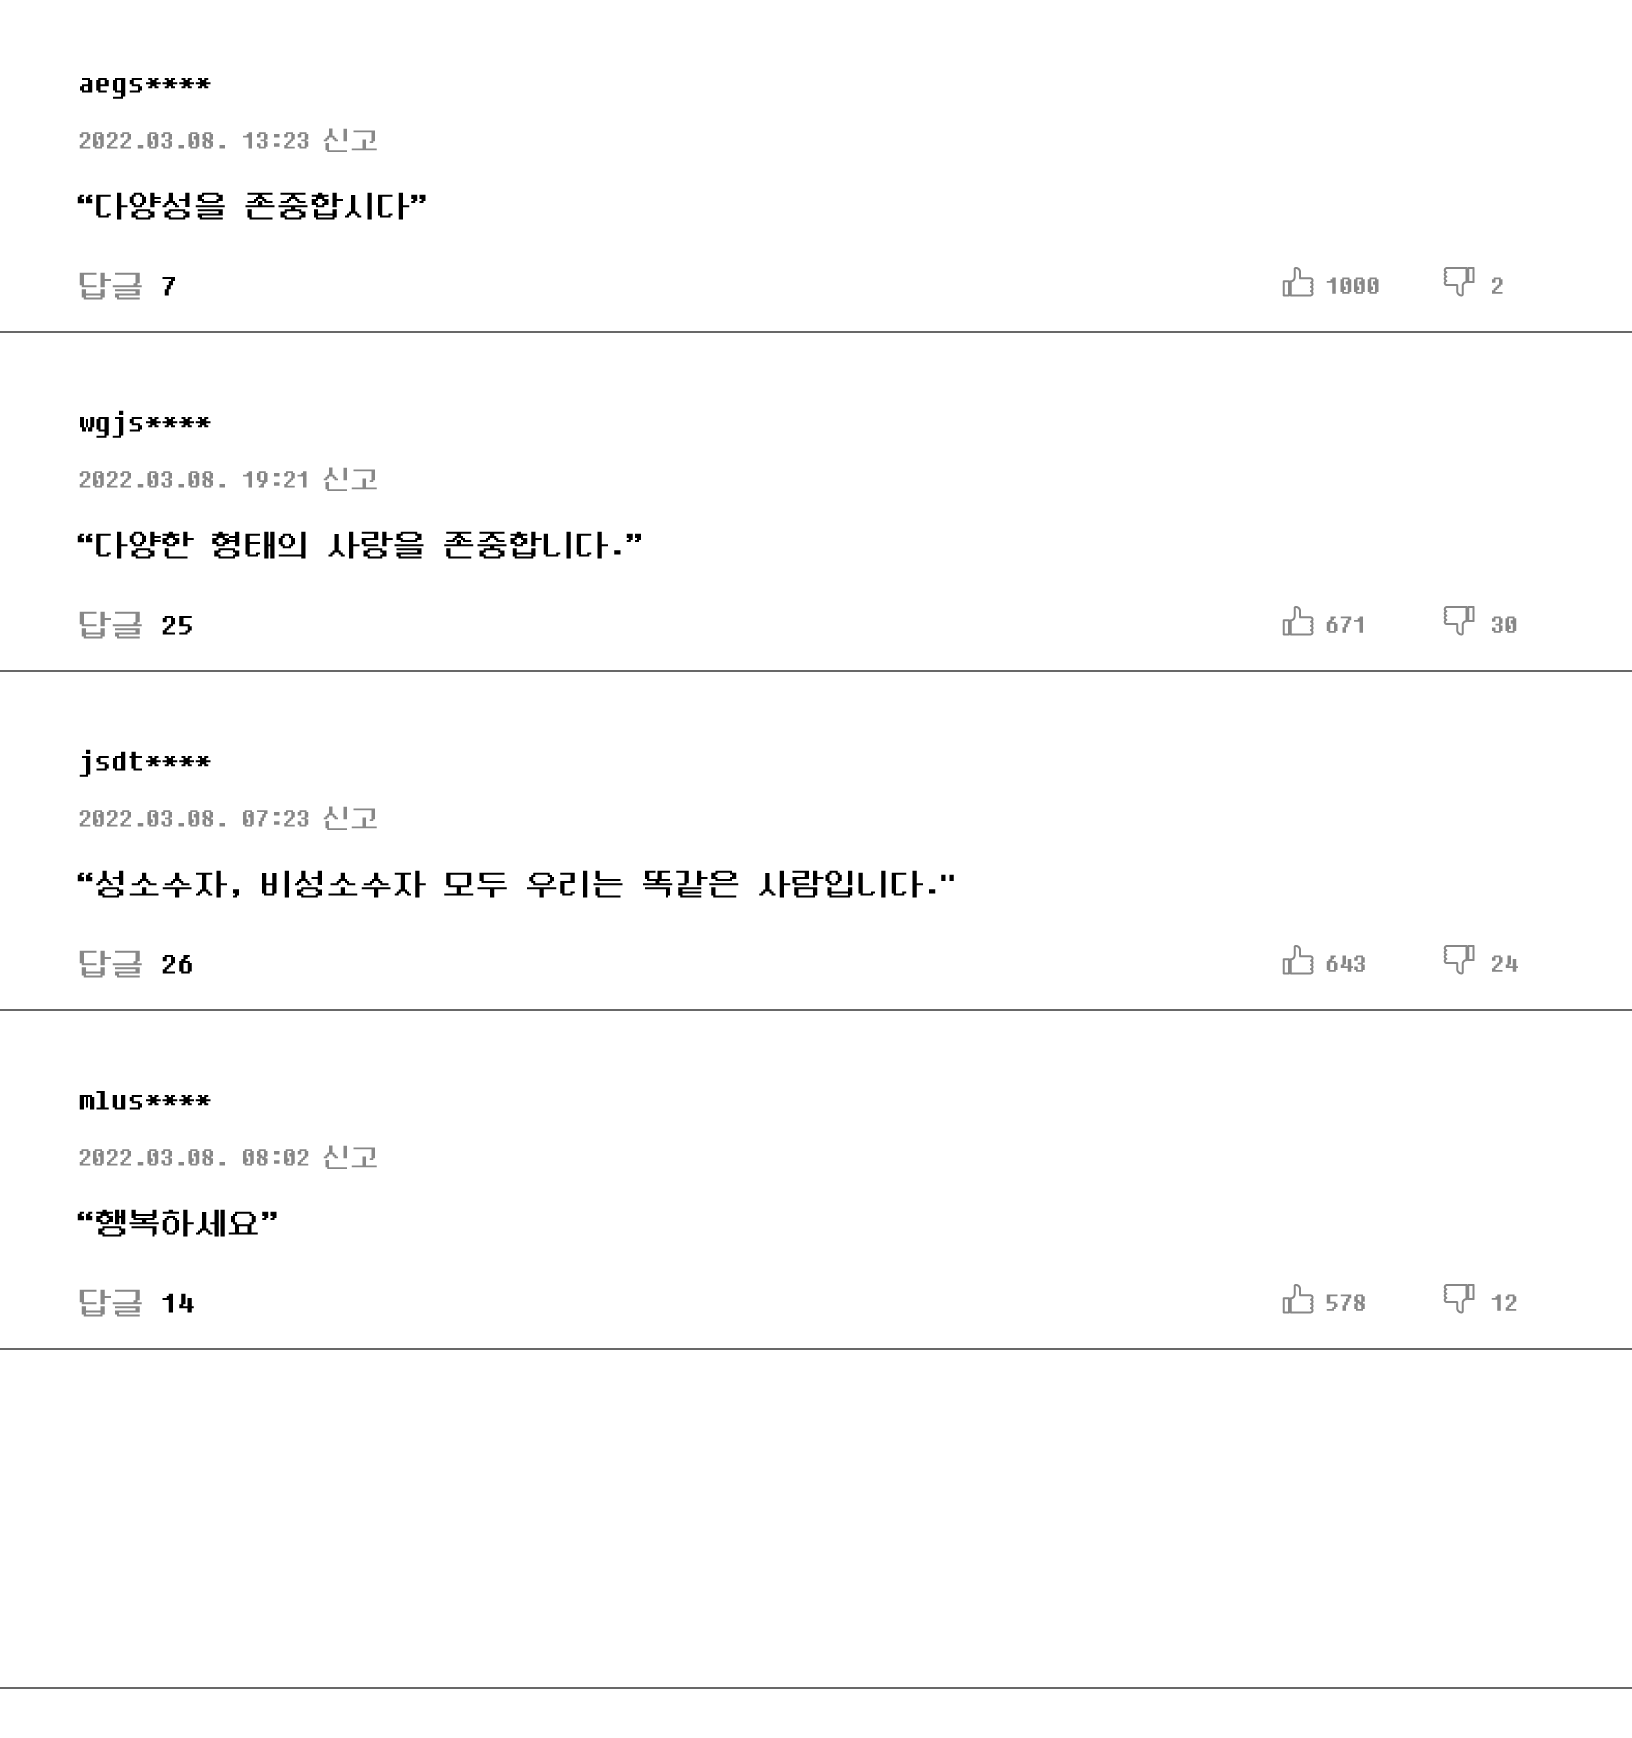 aegs****
2022.03.08. 13:23 신고
“다양성을 존중합시다”
답글 7 1000 2
wgjs****
2022.03.08. 19:21 신고
“다양한 형태의 사랑을 존중합니다.”
답글 25 671 30
jsdt****
2022.03.08. 07:23 신고
“성소수자, 비성소수자 모두 우리는 똑같은 사람입니다."
답글 26 643 24
mlus****
2022.03.08. 08:02 신고
“행복하세요”
답글 14 578 12